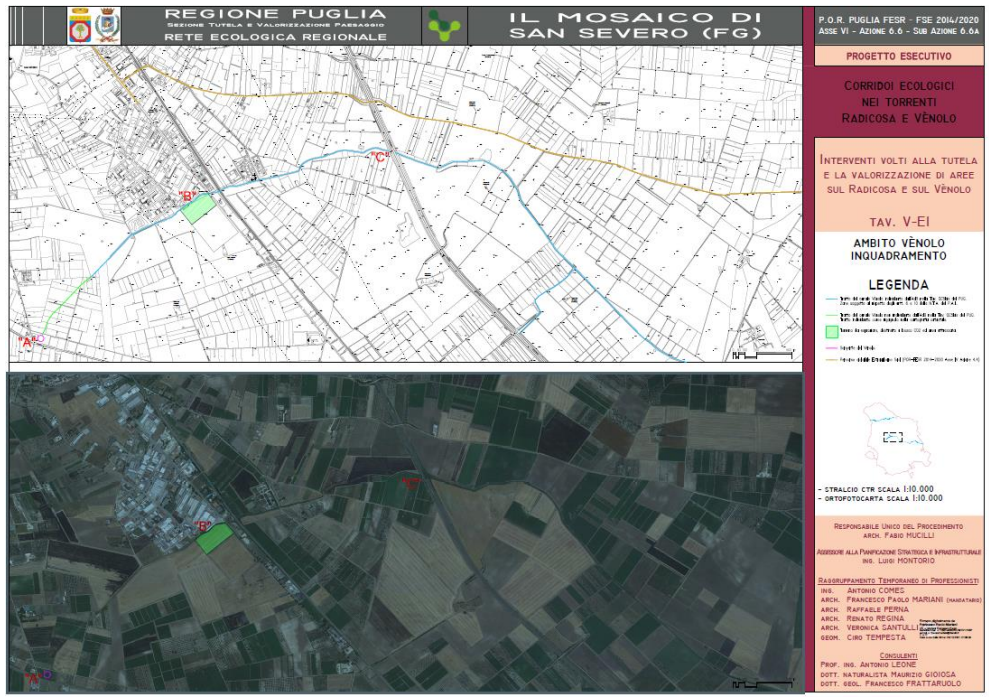 REGIONE PUGLIA
SEZIONE TUTELA E VALORIZZAZIONE PAESAGGIO
RETE ECOLOGICA REGIONALE
IL MOSAICO DI
SAN SEVERO (FG)
P.O.R. PUGLIA FESR - FSE 2014/2020
ASSE VI - AZIONE 6.6 - SUB AZIONE 6.6A
PROGETTO ESECUTIVO
CORRIDOI ECOLOGICI
NEI TORRENTI
RADICOSA E VÈNOLO
INTERVENTI VOLTI ALLA TUTELA
E LA VALORIZZAZIONE DI AREE
SUL RADICOSA E SUL VÈNOLO
TAV. V-E1
AMBITO VÈNOLO
INQUADRAMENTO
LEGENDA
- STRALCIO CTR SCALA 1:10.000
- ORTOFOTOCARTA SCALA 1:10.000
RESPONSABILE UNICO DEL PROCEDIMENTO
ARCH. FABIO MUCILLI
ASSESSORE ALLA PIANIFICAZIONE STRATEGICA E INFRASTRUTTURALE
ING. LUIGI MONTORIO
RAGGRUPPAMENTO TEMPORANEO DI PROFESSIONISTI
ING. ANTONIO COMES
ARCH. FRANCESCO PAOLO MARIANI (MANDATARIO)
ARCH. RAFFAELE PERNA
ARCH. RENATO REGINA
ARCH. VERONICA SANTULLI
GEOM. CIRO TEMPESTA
CONSULENTI
PROF. ING. ANTONIO LEONE
DOTT. NATURALISTA MAURIZIO GIOIOSA
DOTT. GEOL. FRANCESCO FRATTARUOLO
"C"
"B"
"A"
"C"
"B"
"A"